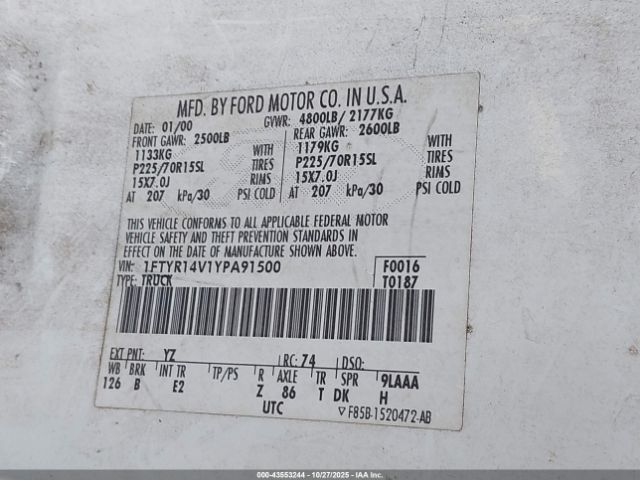 MFD. BY FORD MOTOR CO. IN U.S.A.
DATE: 01/00 GVWR: 4800LB/ 2177KG
FRONT GAWR: 2500LB REAR GAWR: 2600LB
1133KG WITH 1179KG WITH
P225/70R15SL TIRES P225/70R15SL TIRES
15X7.0J RIMS 15X7.0J RIMS
AT 207 kPa/30 PSI COLD AT 207 kPa/30 PSI COLD
THIS VEHICLE CONFORMS TO ALL APPLICABLE FEDERAL MOTOR
VEHICLE SAFETY AND THEFT PREVENTION STANDARDS IN
EFFECT ON THE DATE OF MANUFACTURE SHOWN ABOVE.
VIN: 1FTYR14V1YPA91500 F0016
TYPE: TRUCK T0187
EXT PNT: YZ RC: 74 DSO:
WB BRK INT TR TP/PS R AXLE TR SPR 9LAAA
126 B E2 Z 86 T DK H
UTC ▽ F85B-1520472-AB
000-43553244 - 10/27/2025 - © IAA Inc.